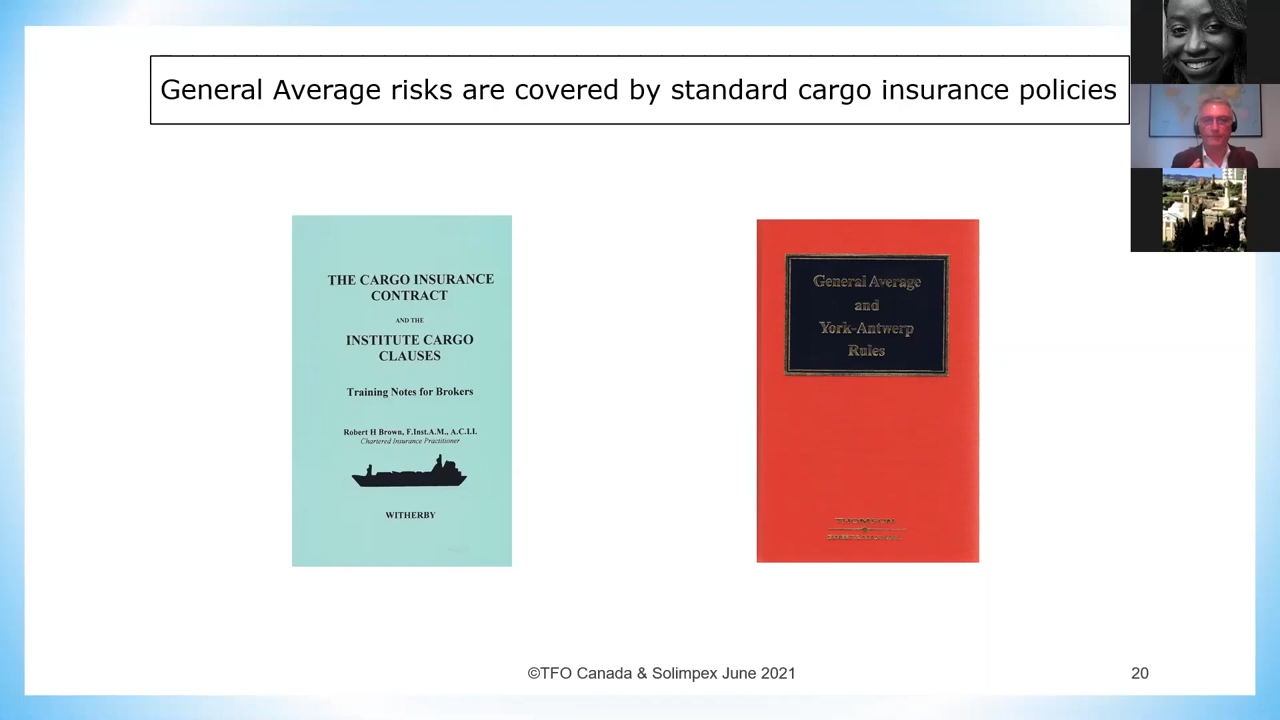 General Average risks are covered by standard cargo insurance policies
THE CARGO INSURANCE
CONTRACT
AND THE
INSTITUTE CARGO
CLAUSES
Training Notes for Brokers
Robert H Brown, F.Inst.A.M., A.C.I.I.
Chartered Insurance Practitioner
WITHERBY
General Average
and
York-Antwerp
Rules
THOMSON
©TFO Canada & Solimpex June 2021
20